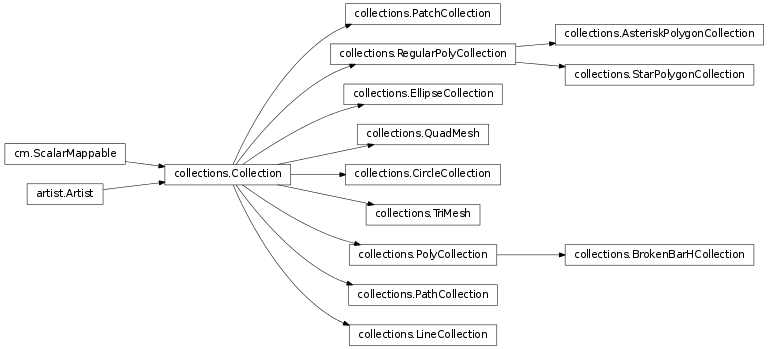 collections.PatchCollection
collections.AsteriskPolygonCollection
collections.RegularPolyCollection
collections.StarPolygonCollection
collections.EllipseCollection
collections.QuadMesh
cm.ScalarMappable
collections.Collection
collections.CircleCollection
artist.Artist
collections.TriMesh
collections.PolyCollection
collections.BrokenBarHCollection
collections.PathCollection
collections.LineCollection